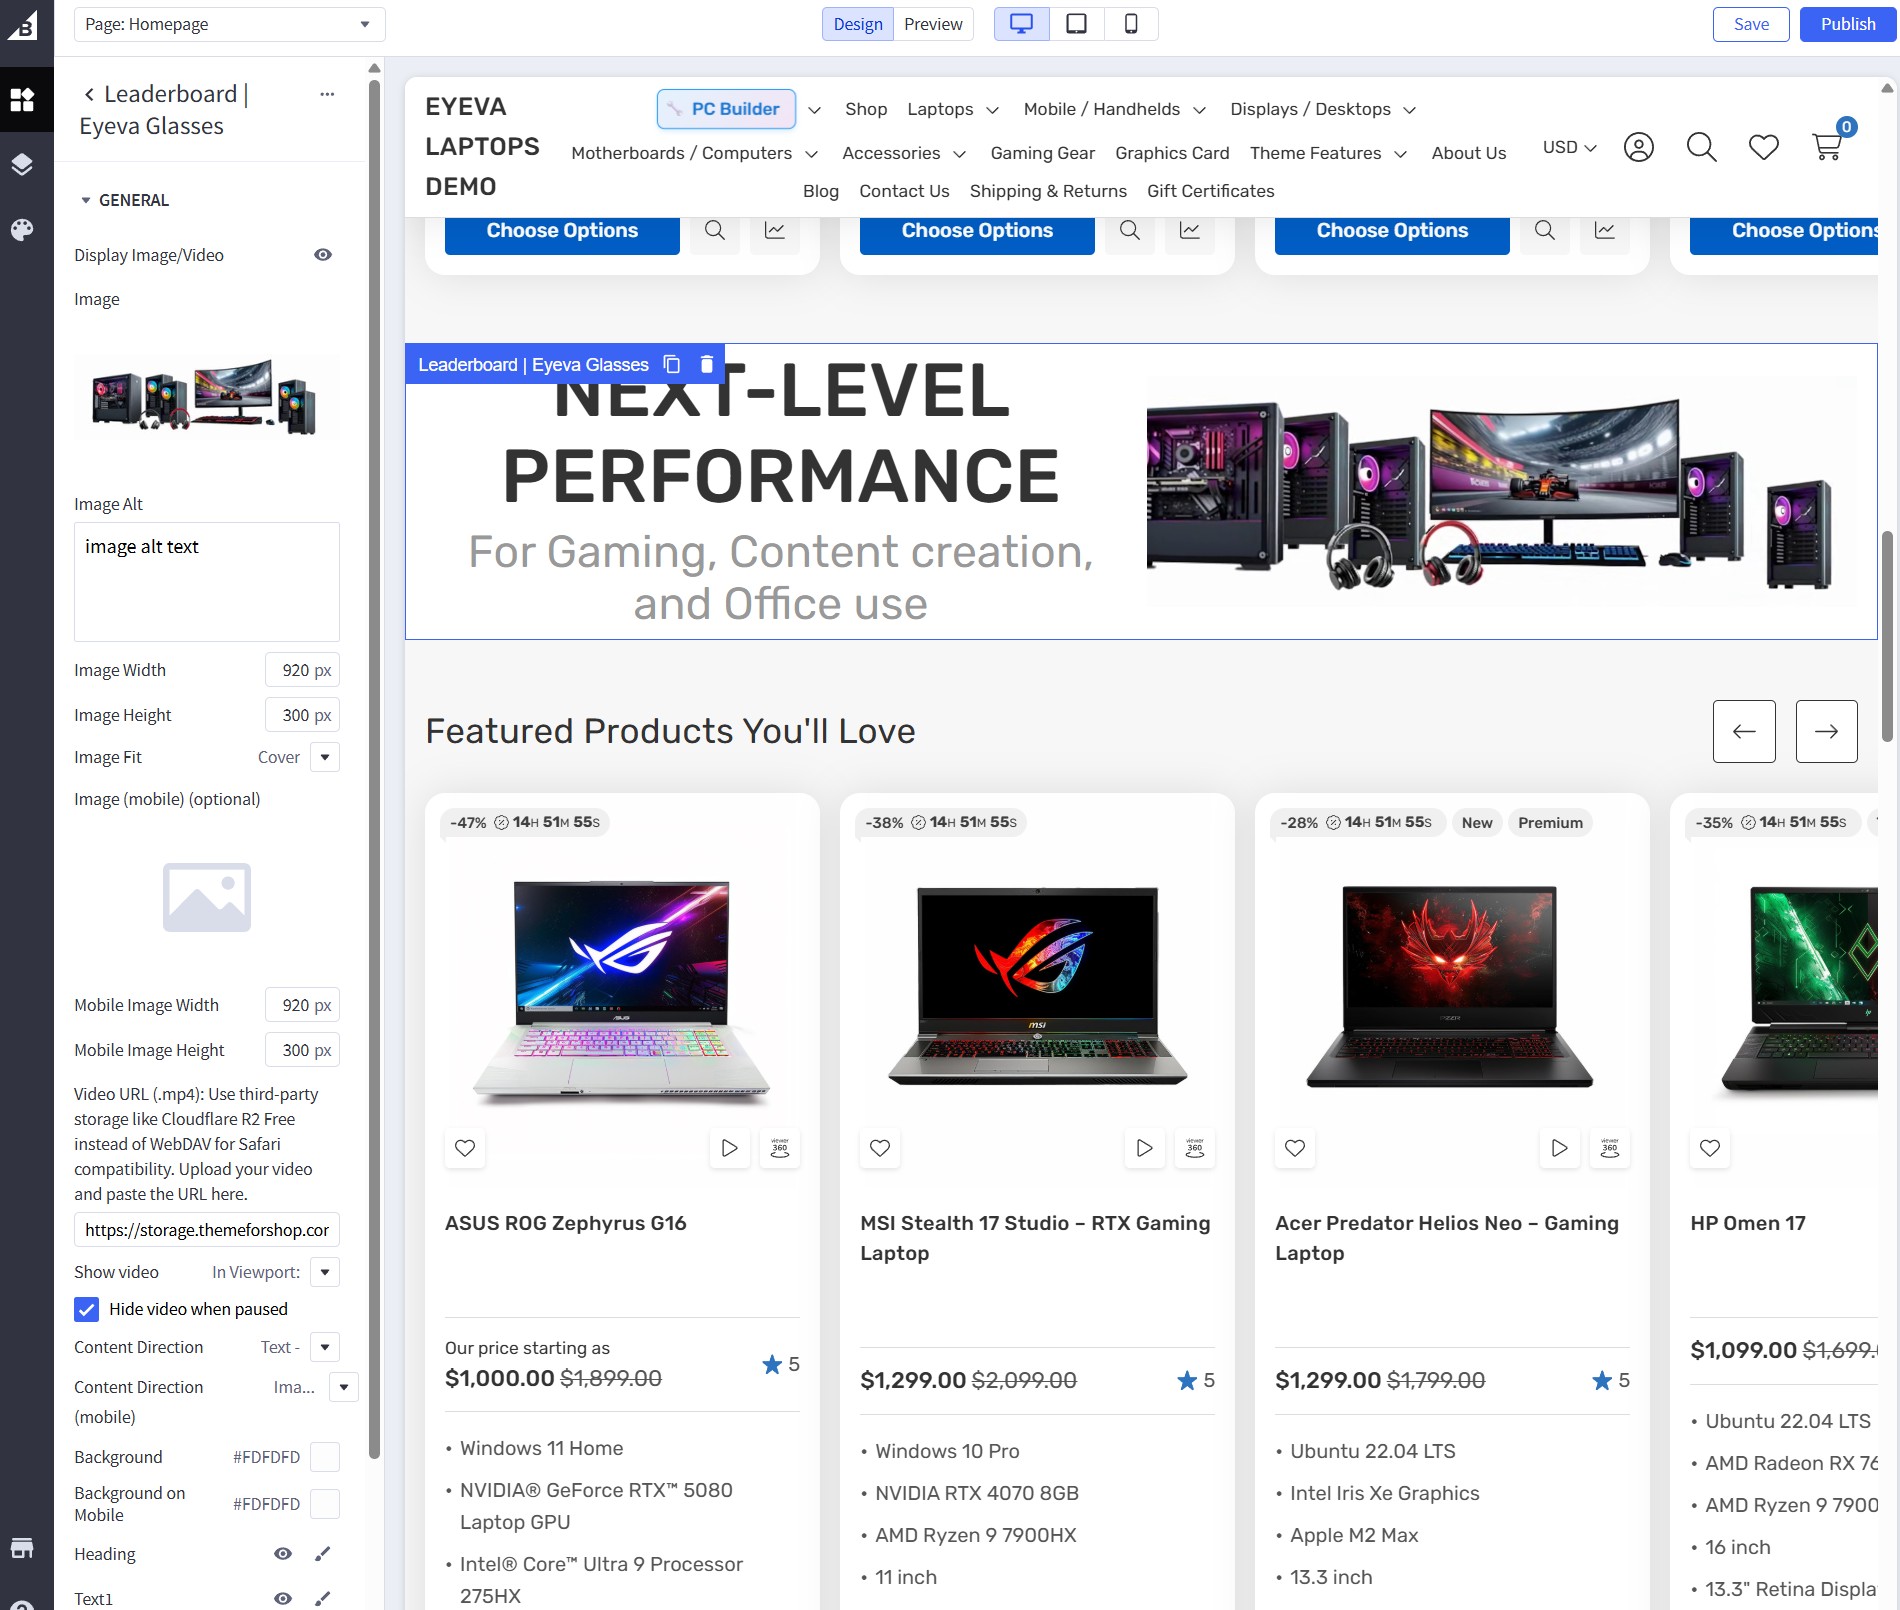 Page: Homepage
Design
Preview
Save
Publish
Leaderboard |
Eyeva Glasses
GENERAL
Display Image/Video
Image
Image Alt
image alt text
Image Width 920 px
Image Height 300 px
Image Fit Cover
Image (mobile) (optional)
Mobile Image Width 920 px
Mobile Image Height 300 px
Video URL (.mp4): Use third-party
storage like Cloudflare R2 Free
instead of WebDAV for Safari
compatibility. Upload your video
and paste the URL here.
https://storage.themeforshop.cor
Show video In Viewport:
Hide video when paused
Content Direction Text -
Content Direction Ima...
(mobile)
Background #FDFDFD
Background on
Mobile #FDFDFD
Heading
Text1
EYEVA
LAPTOPS
DEMO
PC Builder Shop Laptops Mobile / Handhelds Displays / Desktops
Motherboards / Computers Accessories Gaming Gear Graphics Card Theme Features About Us
Blog Contact Us Shipping & Returns Gift Certificates
USD
0
Choose Options Choose Options Choose Options Choose Options
Leaderboard | Eyeva Glasses
NEXT-LEVEL
PERFORMANCE
For Gaming, Content creation,
and Office use
Featured Products You'll Love
-47% 14H 51M 55S
viewer
360
ASUS ROG Zephyrus G16
Our price starting as
$1,000.00 $1,899.00
5
• Windows 11 Home
• NVIDIA® GeForce RTX™ 5080
Laptop GPU
• Intel® Core™ Ultra 9 Processor
275HX
-38% 14H 51M 55S
msi
viewer
360
MSI Stealth 17 Studio – RTX Gaming
Laptop
$1,299.00 $2,099.00
5
• Windows 10 Pro
• NVIDIA RTX 4070 8GB
• AMD Ryzen 9 7900HX
• 11 inch
-28% 14H 51M 55S New Premium
viewer
360
Acer Predator Helios Neo – Gaming
Laptop
$1,299.00 $1,799.00
5
• Ubuntu 22.04 LTS
• Intel Iris Xe Graphics
• Apple M2 Max
• 13.3 inch
-35% 14H 51M 55S
HP Omen 17
$1,099.00 $1,699.
• Ubuntu 22.04 LTS
• AMD Radeon RX 76
• AMD Ryzen 9 7900
• 16 inch
• 13.3" Retina Displa